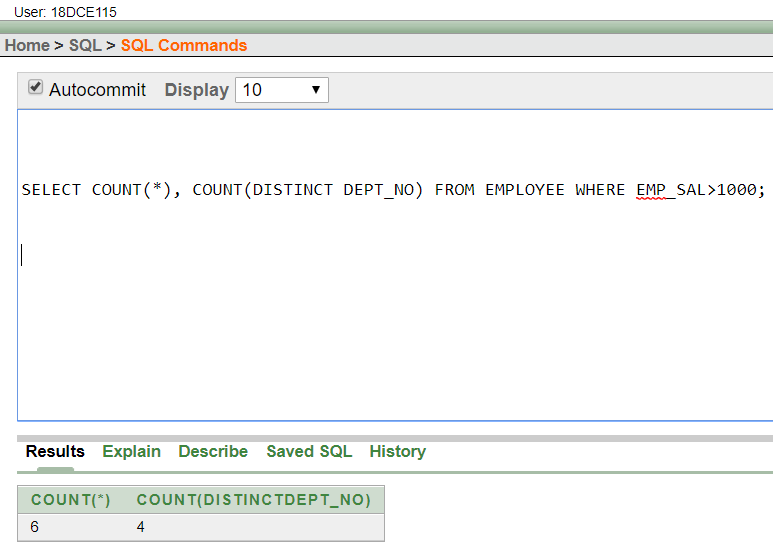 User: 18DCE115
Home > SQL > SQL Commands
Autocommit Display 10
SELECT COUNT(*), COUNT(DISTINCT DEPT_NO) FROM EMPLOYEE WHERE EMP_SAL>1000;
Results Explain Describe Saved SQL History
COUNT(*) COUNT(DISTINCTDEPT_NO)
6 4